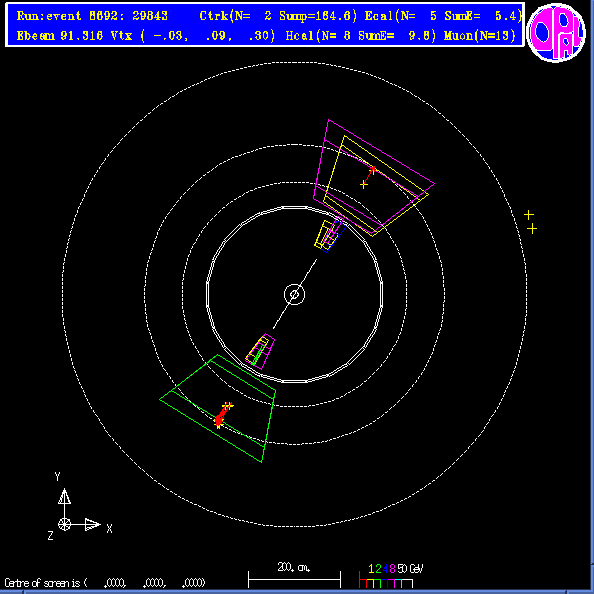 Run:event 8692: 29843 Ctrk(N= 2 Sump=184.6) Ecal(N= 5 SumE= 5.4)
Ebeam 91.316 Vtx ( -.03, .09, .30) Hcal(N= 8 SumE= 9.8) Muon(N=13)
OPAL
Y
X
Z
200. cm.
1 2 4 8 50 GeV
Centre of screen is ( .0000, .0000, .0000)